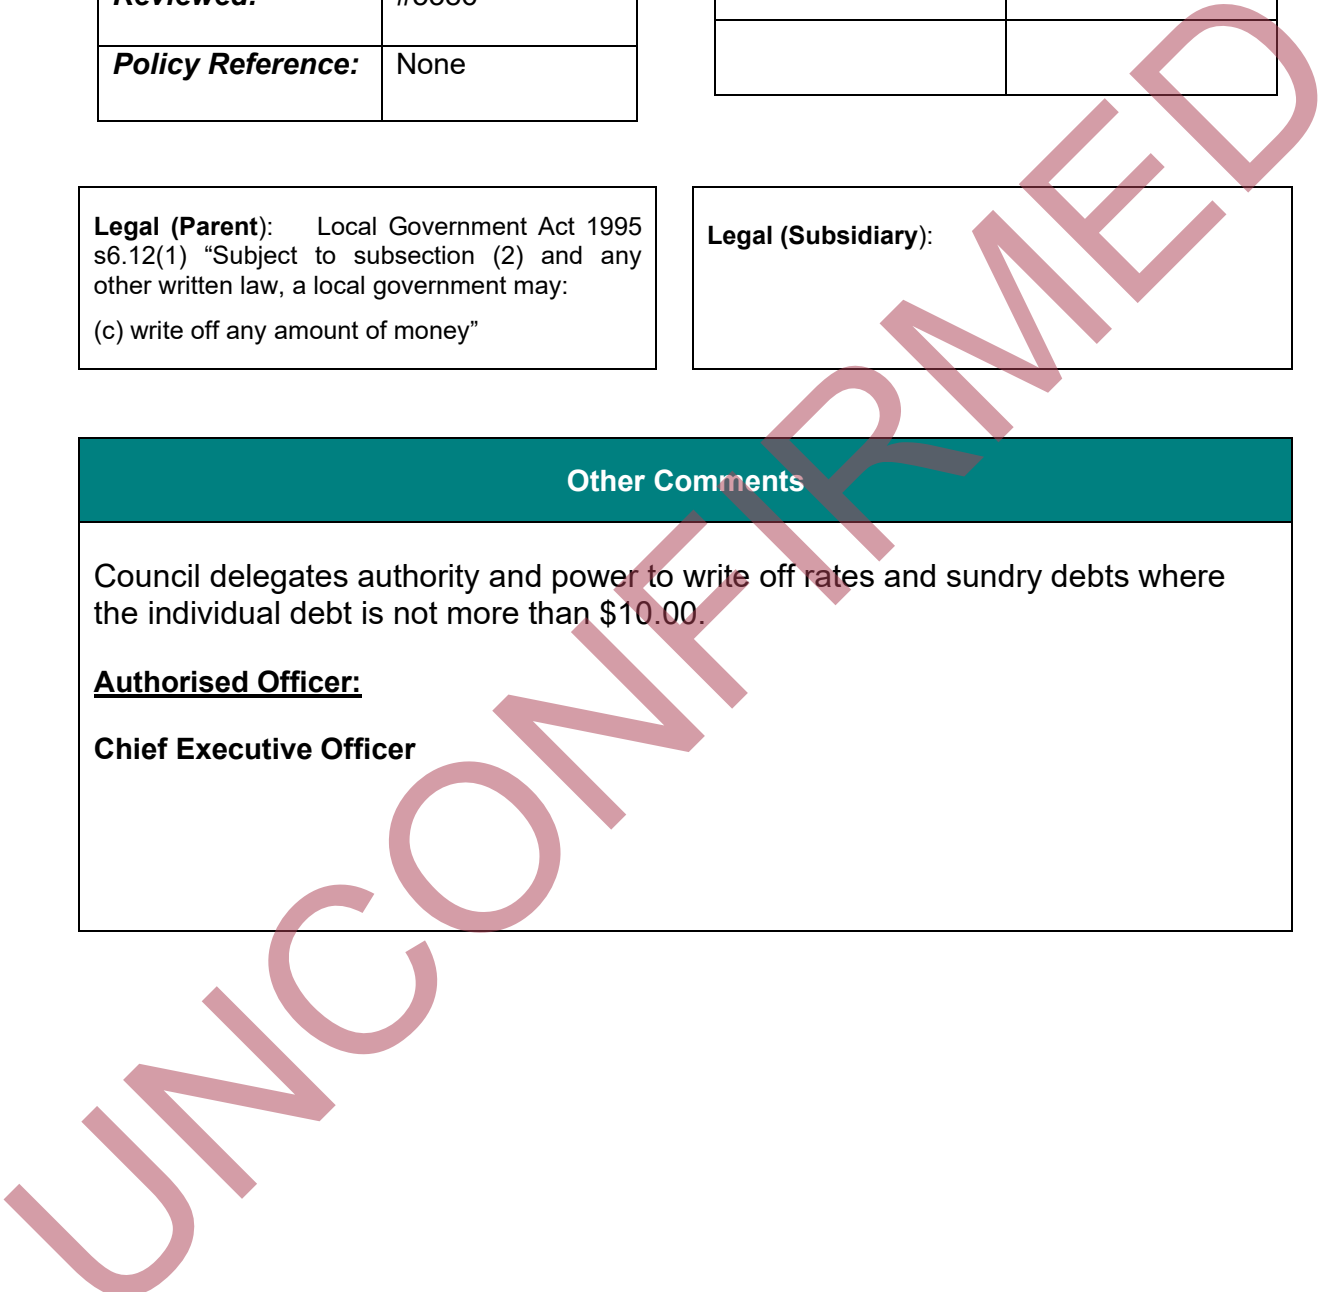 Reviewed:
Policy Reference: None
Legal (Parent): Local Government Act 1995
s6.12(1) “Subject to subsection (2) and any
other written law, a local government may:
(c) write off any amount of money”
Legal (Subsidiary):
Other Comments
Council delegates authority and power to write off rates and sundry debts where
the individual debt is not more than $10.00.
Authorised Officer:
Chief Executive Officer
UNCONFIRMED